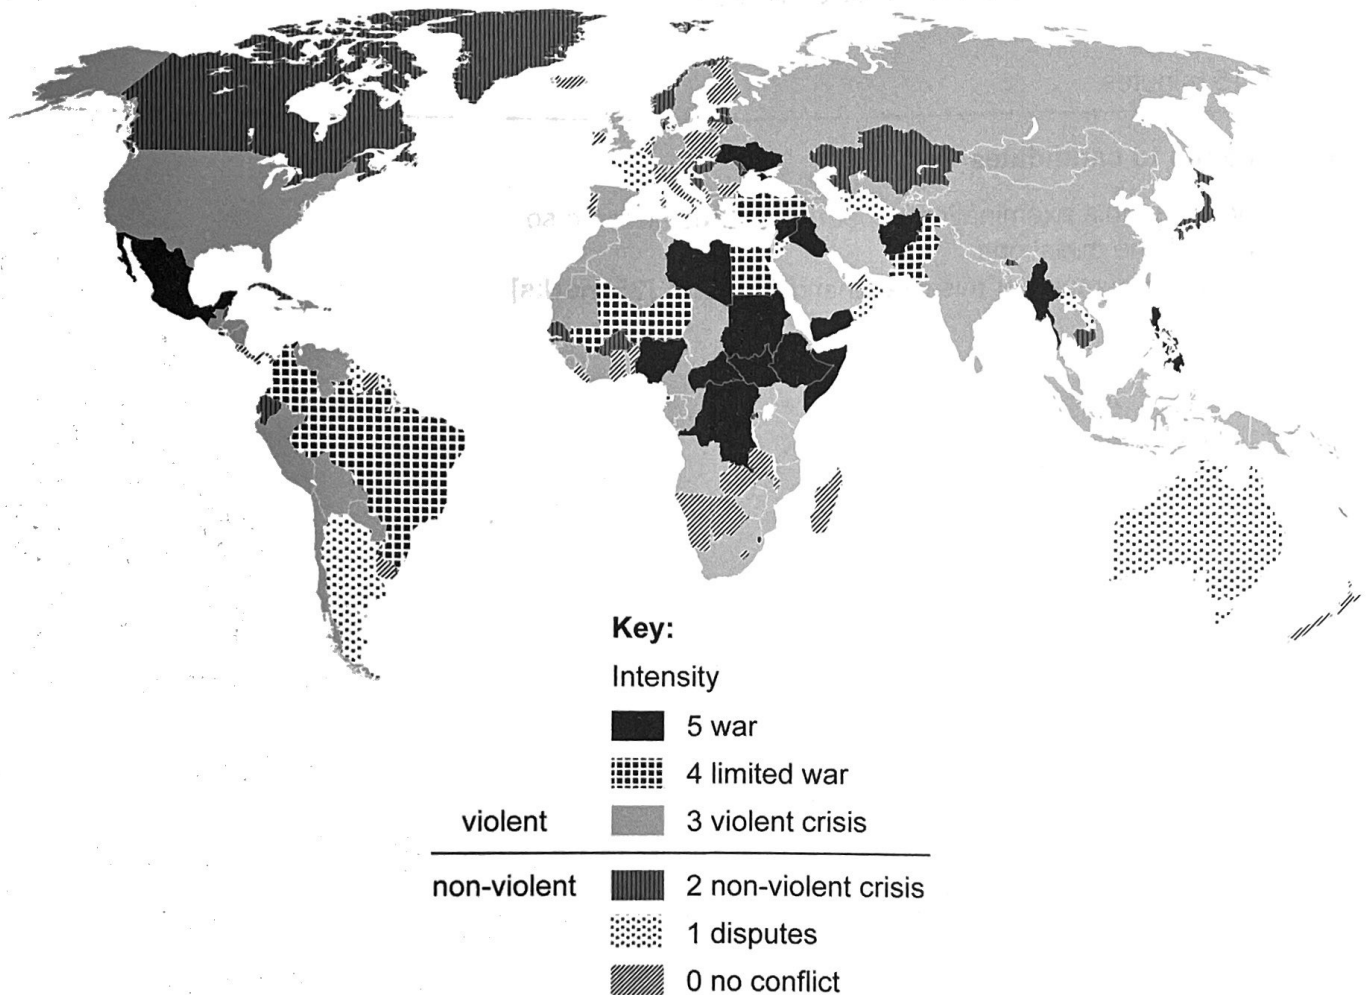 Key:
Intensity
5 war
4 limited war
violent 3 violent crisis
non-violent 2 non-violent crisis
1 disputes
0 no conflict